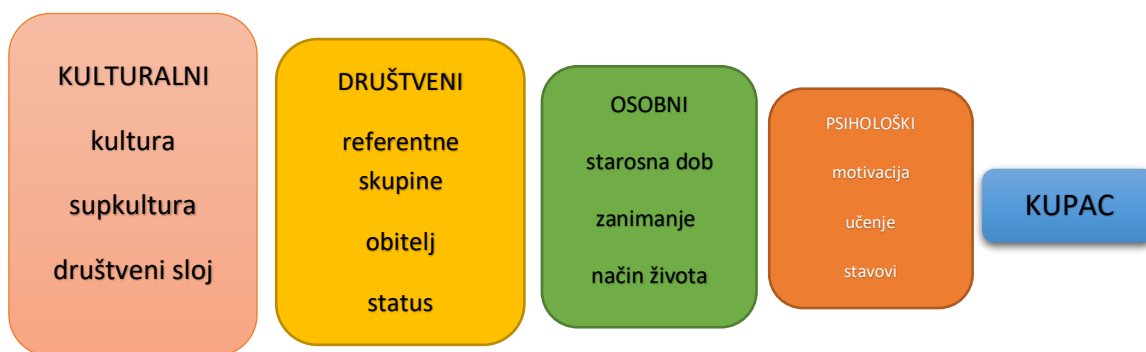 KULTURALNI
kultura
supkultura
društveni sloj
DRUŠTVENI
referentne
skupine
obitelj
status
OSOBNI
starosna dob
zanimanje
način života
PSIHOLOŠKI
motivacija
učenje
stavovi
KUPAC